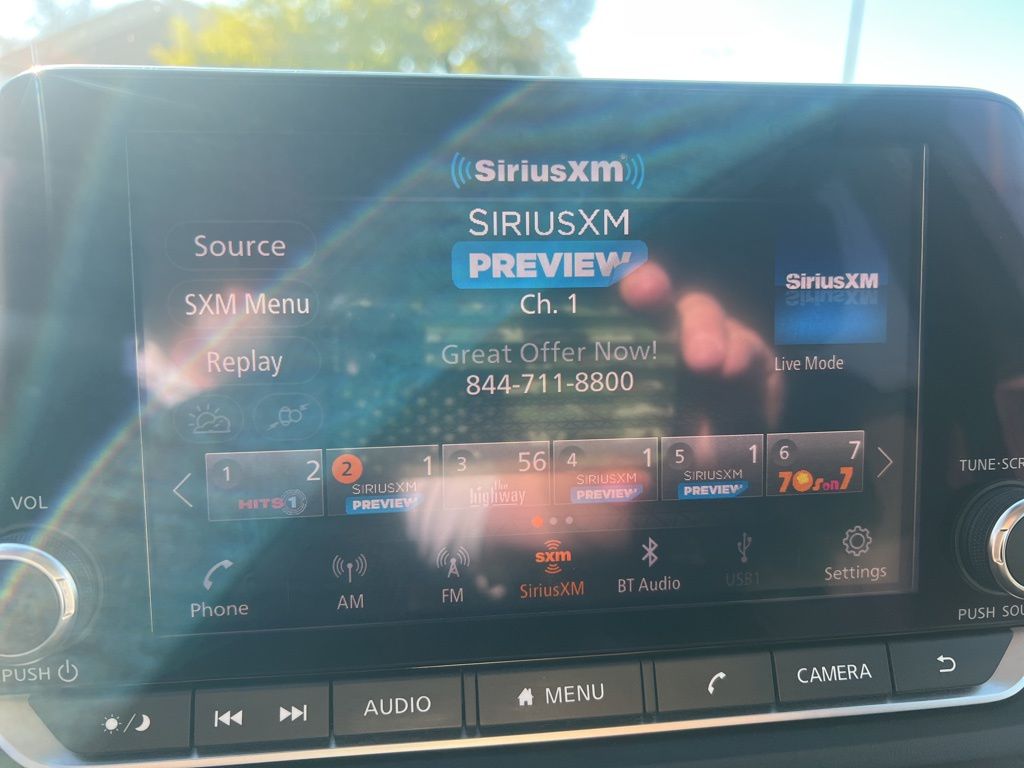 SiriusXM
SIRIUSXM
PREVIEW
Ch. 1
Great Offer Now!
844-711-8800
Source
SXM Menu
Replay
SiriusXM
Live Mode
1 2
HITS 1
2 1
SIRIUSXM
PREVIEW
3 56
the
highway
4 1
SIRIUSXM
PREVIEW
5 1
SIRIUSXM
PREVIEW
6 7
70s on 7
Phone
AM
FM
sxm
SiriusXM
BT Audio
USB1
Settings
VOL
PUSH
TUNE·SCR
PUSH SOU
AUDIO
MENU
CAMERA